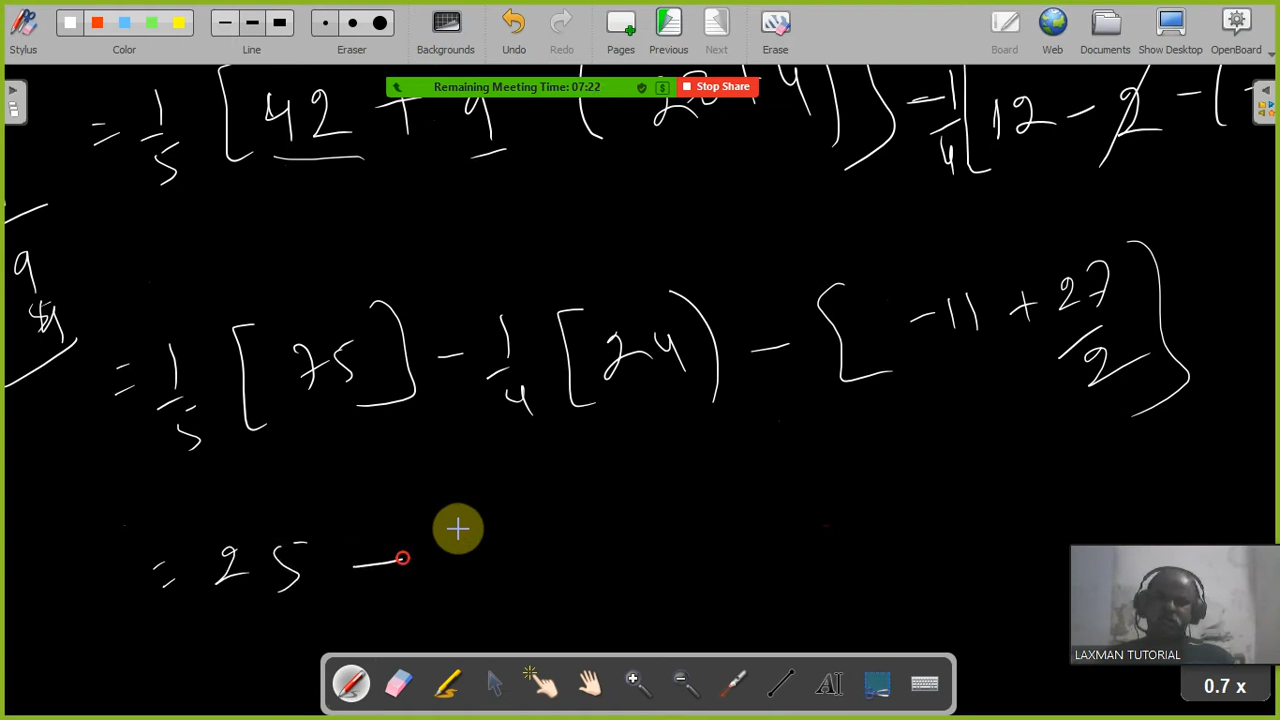 Stylus Color Line Eraser Backgrounds Undo Redo Pages Previous Next Erase Board Web Documents Show Desktop OpenBoard
Remaining Meeting Time: 07:22 $ Stop Share
= 1/5 [42 + 9 ( )] - 1/4 [12 - 2 - (
9
= 1/5 [75] - 1/4 [24) - { -11 + 27/2 }
= 25 —
LAXMAN TUTORIAL
0.7 x